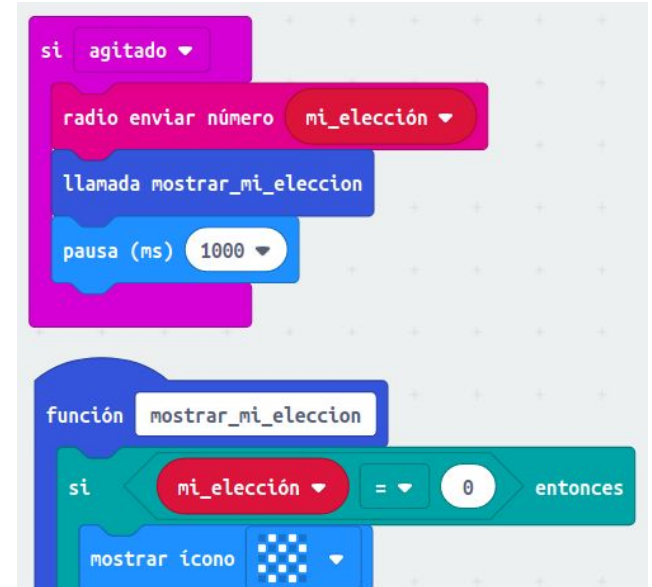 si agitado
radio enviar número mi_elección
llamada mostrar_mi_eleccion
pausa (ms) 1000
función mostrar_mi_eleccion
si mi_elección = 0 entonces
mostrar ícono